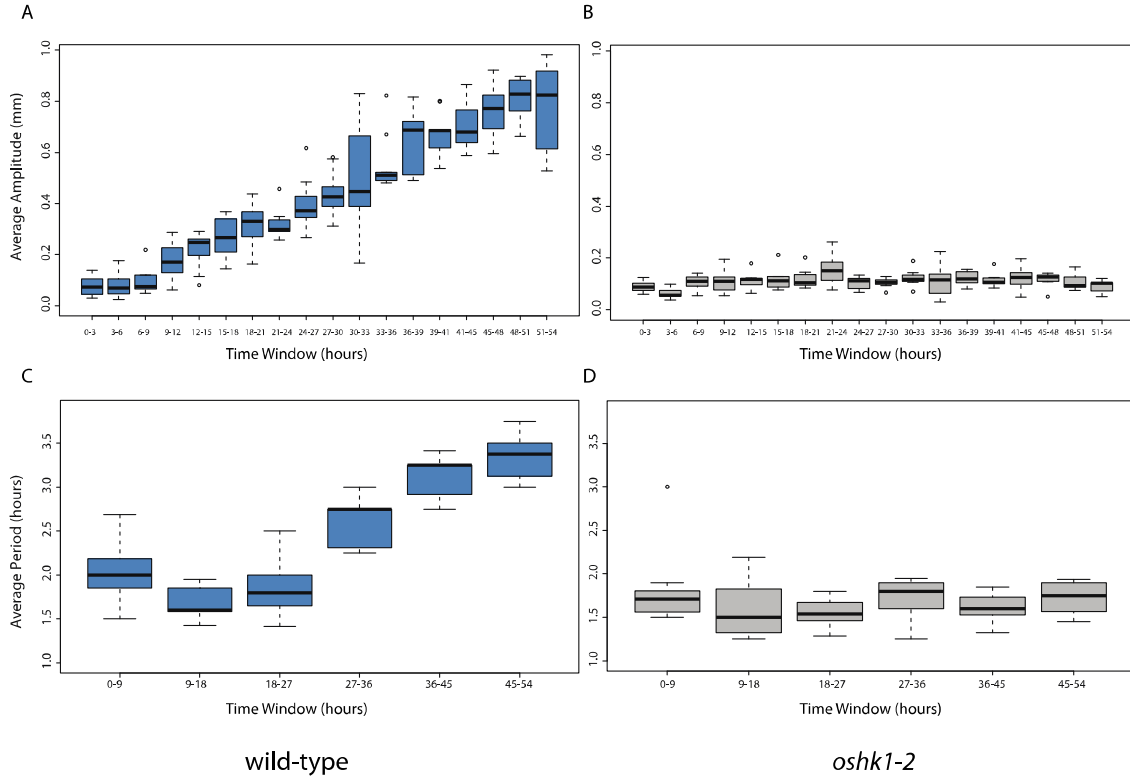 A
B
Average Amplitude (mm)
1.0
0.8
0.6
0.4
0.2
0.0
0-3 3-6 6-9 9-12 12-15 15-18 18-21 21-24 24-27 27-30 30-33 33-36 36-39 39-41 41-45 45-48 48-51 51-54
Time Window (hours)
1.0
0.8
0.6
0.4
0.2
0.0
0-3 3-6 6-9 9-12 12-15 15-18 18-21 21-24 24-27 27-30 30-33 33-36 36-39 39-41 41-45 45-48 48-51 51-54
Time Window (hours)
C
D
Average Period (hours)
3.5
3.0
2.5
2.0
1.5
1.0
0-9 9-18 18-27 27-36 36-45 45-54
Time Window (hours)
3.5
3.0
2.5
2.0
1.5
1.0
0-9 9-18 18-27 27-36 36-45 45-54
Time Window (hours)
wild-type
oshk1-2